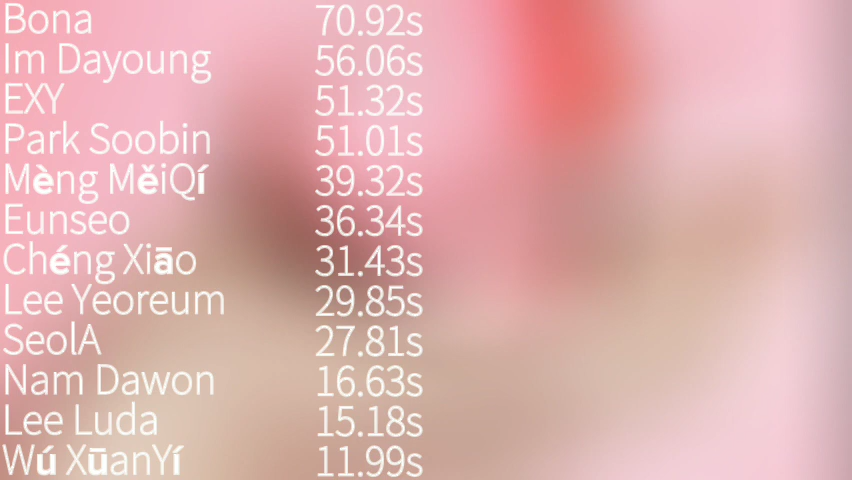 Bona 70.92s
Im Dayoung 56.06s
EXY 51.32s
Park Soobin 51.01s
Mèng MěiQí 39.32s
Eunseo 36.34s
Chéng Xiāo 31.43s
Lee Yeoreum 29.85s
SeolA 27.81s
Nam Dawon 16.63s
Lee Luda 15.18s
Wú XūanYí 11.99s